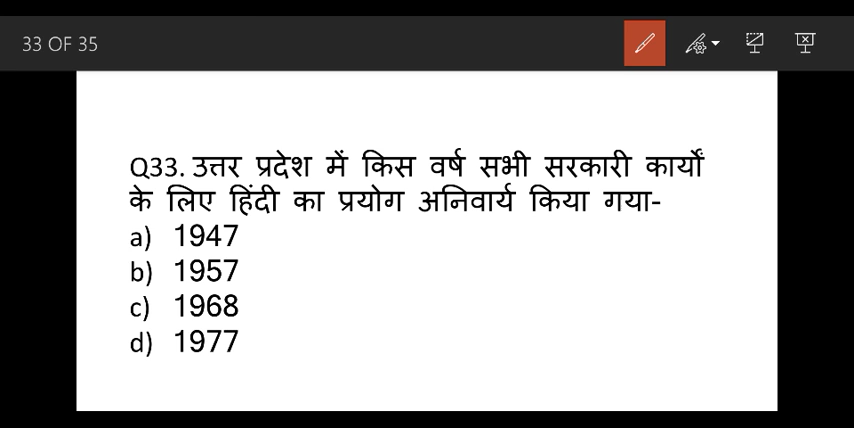 33 OF 35
Q33. उत्तर प्रदेश में किस वर्ष सभी सरकारी कार्यों
के लिए हिंदी का प्रयोग अनिवार्य किया गया-
a) 1947
b) 1957
c) 1968
d) 1977